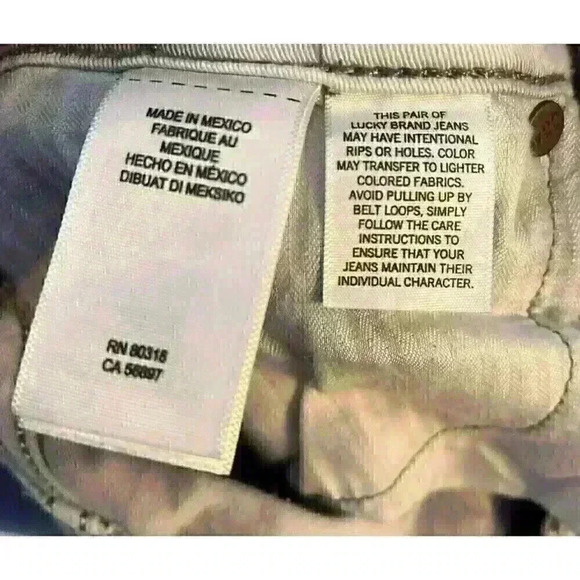 MADE IN MEXICO
FABRIQUE AU
MEXIQUE
HECHO EN MÉXICO
DIBUAT DI MEKSIKO
RN 80318
CA 56897
THIS PAIR OF
LUCKY BRAND JEANS
MAY HAVE INTENTIONAL
RIPS OR HOLES. COLOR
MAY TRANSFER TO LIGHTER
COLORED FABRICS.
AVOID PULLING UP BY
BELT LOOPS, SIMPLY
FOLLOW THE CARE
INSTRUCTIONS TO
ENSURE THAT YOUR
JEANS MAINTAIN THEIR
INDIVIDUAL CHARACTER.